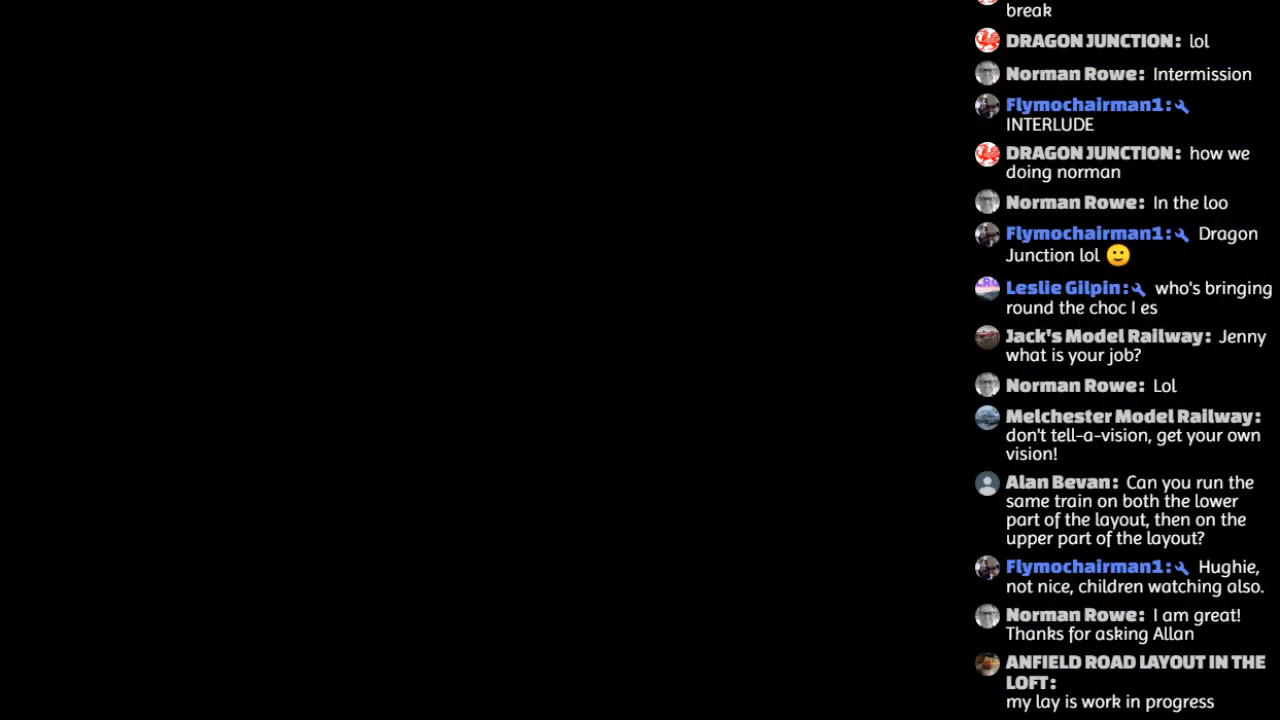 break
DRAGON JUNCTION: lol
Norman Rowe: Intermission
Flymochairman1:
INTERLUDE
DRAGON JUNCTION: how we
doing norman
Norman Rowe: In the loo
Flymochairman1: Dragon
Junction lol 🙂
Leslie Gilpin: who's bringing
round the choc I es
Jack's Model Railway: Jenny
what is your job?
Norman Rowe: Lol
Melchester Model Railway:
don't tell-a-vision, get your own
vision!
Alan Bevan: Can you run the
same train on both the lower
part of the layout, then on the
upper part of the layout?
Flymochairman1: Hughie,
not nice, children watching also.
Norman Rowe: I am great!
Thanks for asking Allan
ANFIELD ROAD LAYOUT IN THE
LOFT:
my lay is work in progress